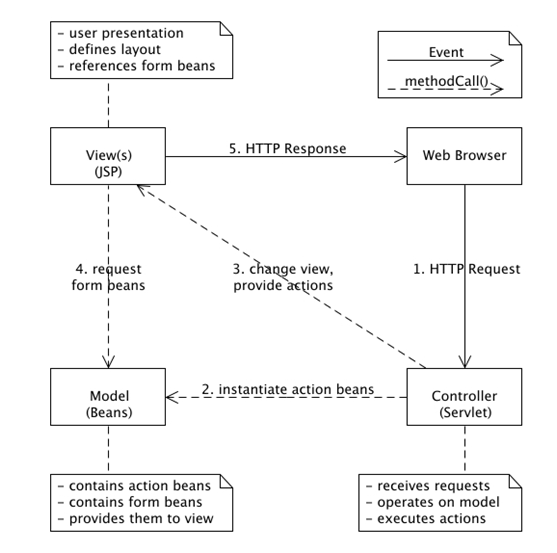 – user presentation
– defines layout
– references form beans
Event
methodCall()
View(s)
(JSP)
5. HTTP Response
Web Browser
4. request
form beans
3. change view,
provide actions
1. HTTP Request
Model
(Beans)
2. instantiate action beans
Controller
(Servlet)
– contains action beans
– contains form beans
– provides them to view
– receives requests
– operates on model
– executes actions